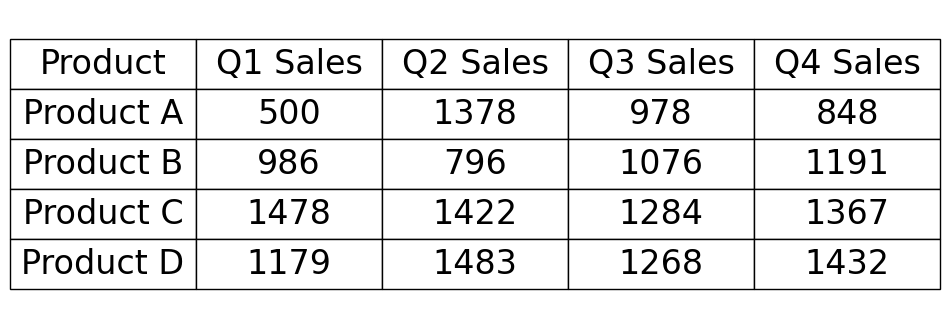 Product Q1 Sales Q2 Sales Q3 Sales Q4 Sales
Product A 500 1378 978 848
Product B 986 796 1076 1191
Product C 1478 1422 1284 1367
Product D 1179 1483 1268 1432